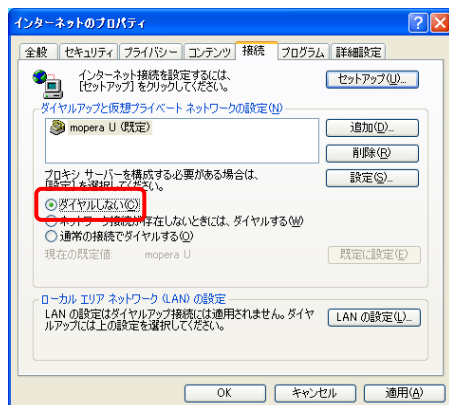 インターネットのプロパティ
全般 セキュリティ プライバシー コンテンツ 接続 プログラム 詳細設定
インターネット接続を設定するには、
[セットアップ] をクリックしてください。
セットアップ(U)...
ダイヤルアップと仮想プライベート ネットワークの設定(N)
mopera U (既定)
追加(D)...
削除(R)
プロキシ サーバーを構成する必要がある場合は、
[設定] を選択してください。
設定(S)...
ダイヤルしない(C)
ネットワーク接続が存在しないときには、ダイヤルする(W)
通常の接続でダイヤルする(O)
現在の既定値: mopera U
既定に設定(E)
ローカル エリア ネットワーク (LAN) の設定
LAN の設定はダイヤルアップ接続には適用されません。ダイヤ
ルアップには上の設定を選択してください。
LAN の設定(L)...
OK キャンセル 適用(A)